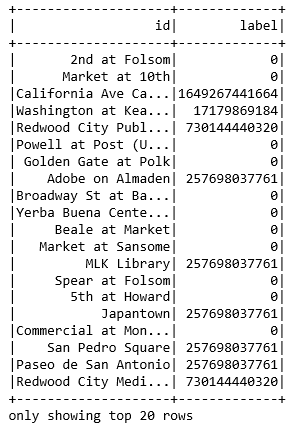 +--------------------+-------------+
|                  id|        label|
+--------------------+-------------+
|       2nd at Folsom|            0|
|      Market at 10th|            0|
|California Ave Ca...|1649267441664|
|Washington at Kea...|  17179869184|
|Redwood City Publ...| 730144440320|
|Powell at Post (U...|            0|
| Golden Gate at Polk|            0|
|    Adobe on Almaden| 257698037761|
|Broadway St at Ba...|            0|
|Yerba Buena Cente...|            0|
|     Beale at Market|            0|
|   Market at Sansome|            0|
|         MLK Library| 257698037761|
|     Spear at Folsom|            0|
|       5th at Howard|            0|
|           Japantown| 257698037761|
|Commercial at Mon...|            0|
|    San Pedro Square| 257698037761|
|Paseo de San Antonio| 257698037761|
|Redwood City Medi...| 730144440320|
+--------------------+-------------+
only showing top 20 rows